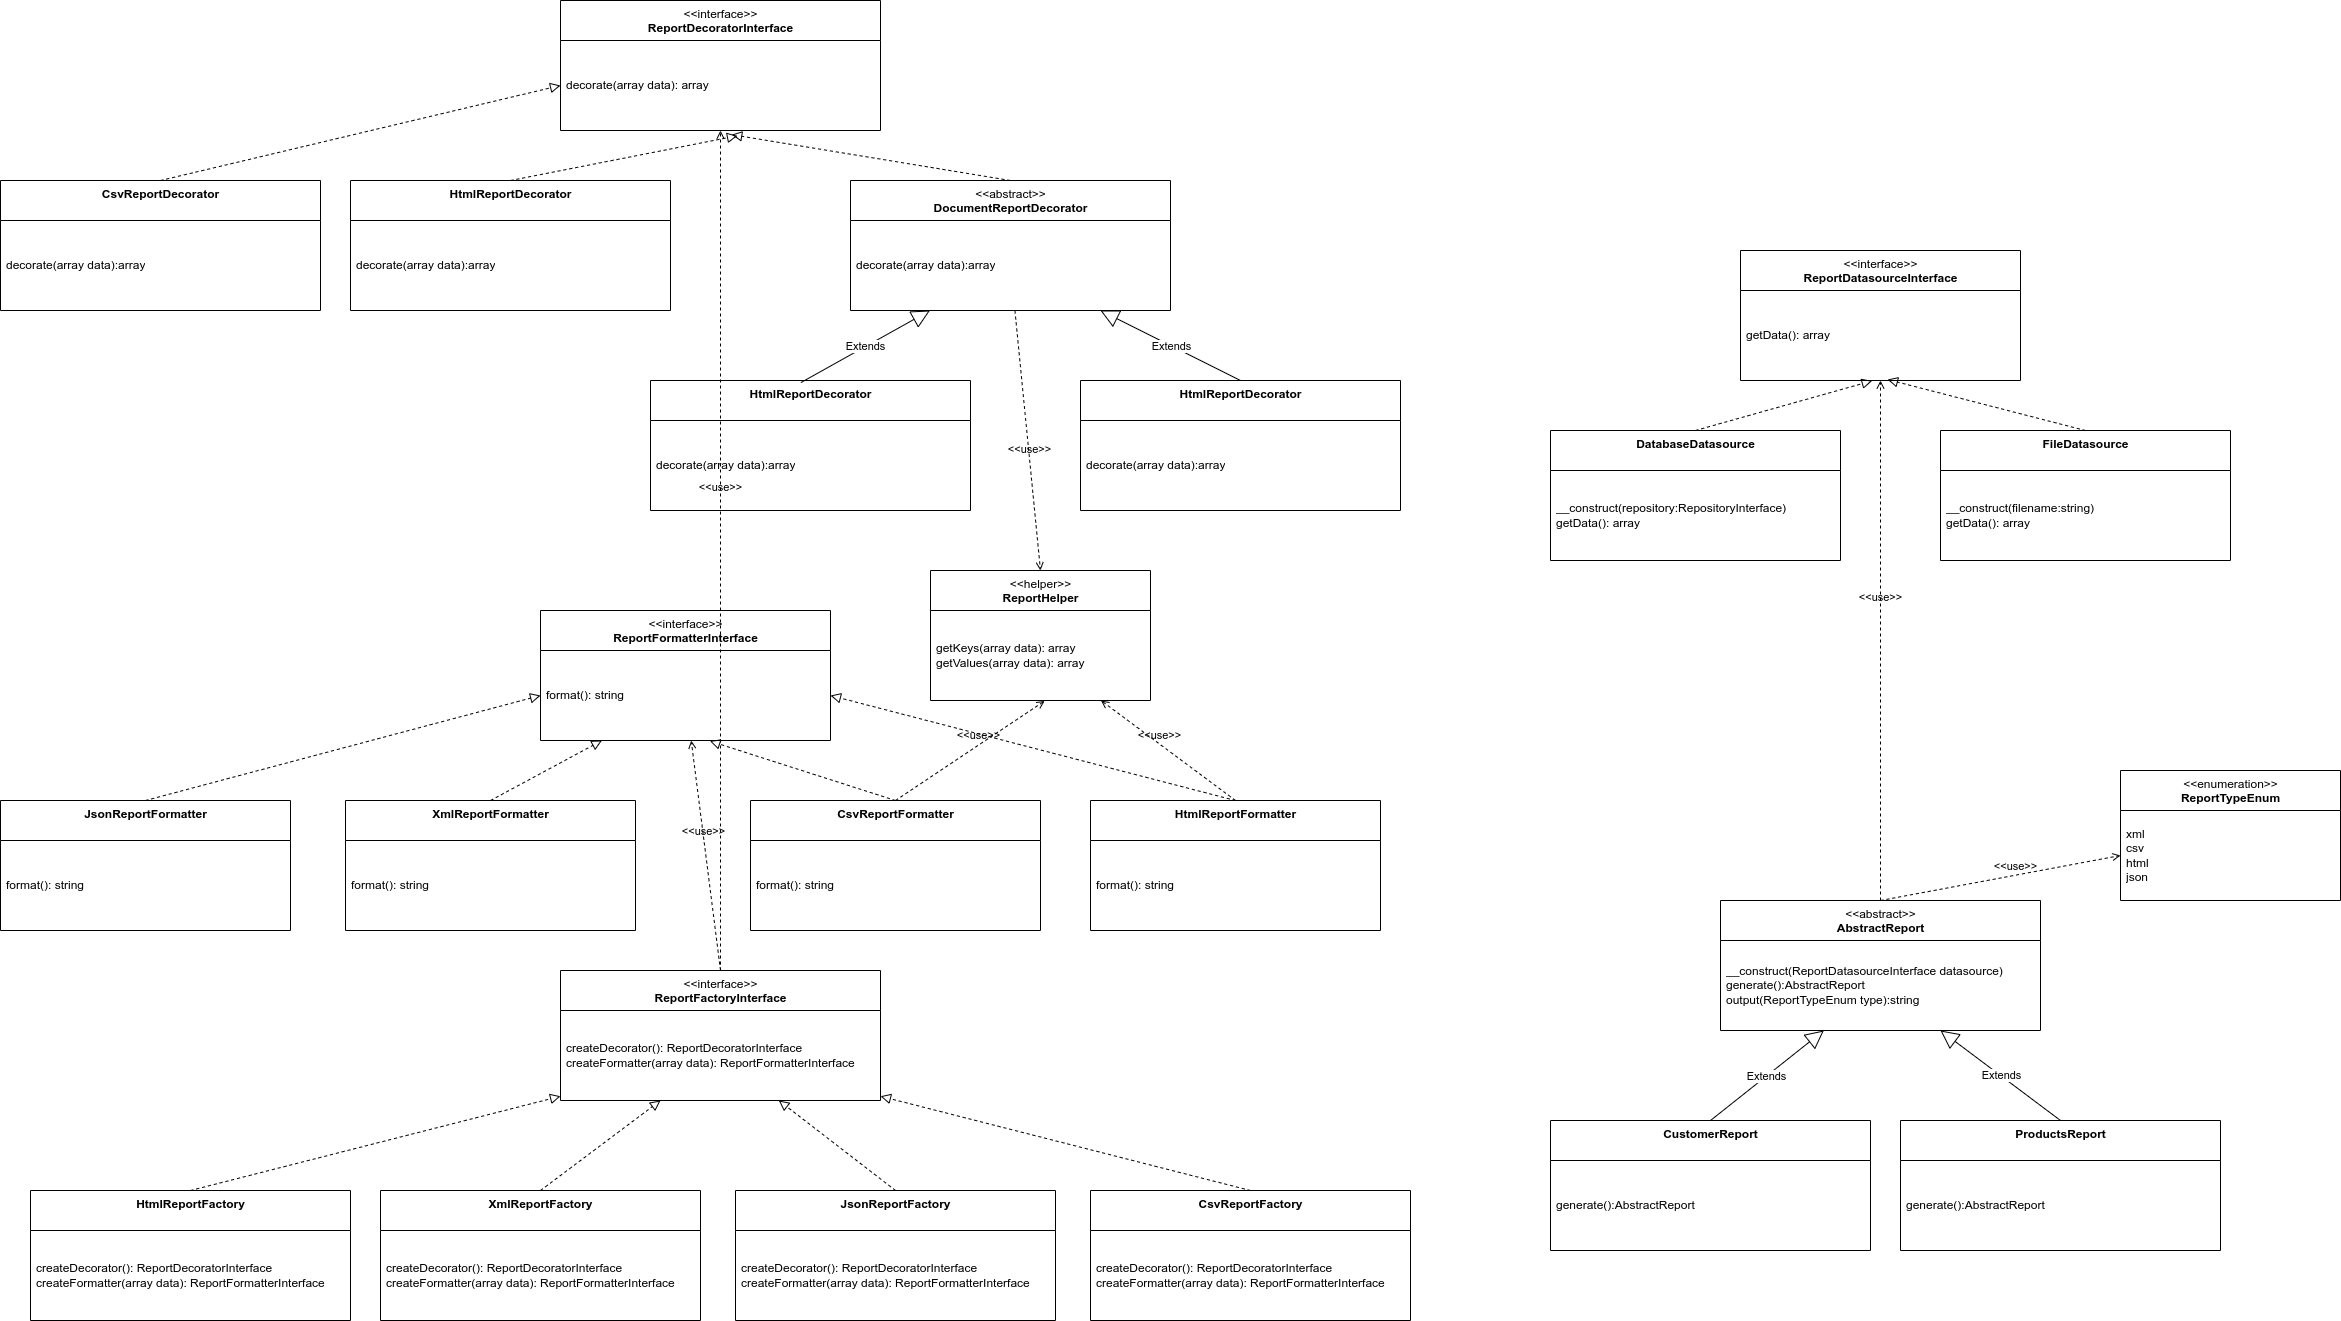 <<interface>>
ReportDecoratorInterface
decorate(array data): array
CsvReportDecorator
decorate(array data):array
HtmlReportDecorator
decorate(array data):array
<<abstract>>
DocumentReportDecorator
decorate(array data):array
Extends
Extends
HtmlReportDecorator
decorate(array data):array
<<use>>
<<use>>
HtmlReportDecorator
decorate(array data):array
<<helper>>
ReportHelper
getKeys(array data): array
getValues(array data): array
<<interface>>
ReportFormatterInterface
format(): string
<<use>>
<<use>>
JsonReportFormatter
format(): string
XmlReportFormatter
format(): string
<<use>>
CsvReportFormatter
format(): string
HtmlReportFormatter
format(): string
<<interface>>
ReportFactoryInterface
createDecorator(): ReportDecoratorInterface
createFormatter(array data): ReportFormatterInterface
HtmlReportFactory
createDecorator(): ReportDecoratorInterface
createFormatter(array data): ReportFormatterInterface
XmlReportFactory
createDecorator(): ReportDecoratorInterface
createFormatter(array data): ReportFormatterInterface
JsonReportFactory
createDecorator(): ReportDecoratorInterface
createFormatter(array data): ReportFormatterInterface
CsvReportFactory
createDecorator(): ReportDecoratorInterface
createFormatter(array data): ReportFormatterInterface
<<interface>>
ReportDatasourceInterface
getData(): array
DatabaseDatasource
__construct(repository:RepositoryInterface)
getData(): array
FileDatasource
__construct(filename:string)
getData(): array
<<use>>
<<enumeration>>
ReportTypeEnum
xml
csv
html
json
<<use>>
<<abstract>>
AbstractReport
__construct(ReportDatasourceInterface datasource)
generate():AbstractReport
output(ReportTypeEnum type):string
Extends
Extends
CustomerReport
generate():AbstractReport
ProductsReport
generate():AbstractReport